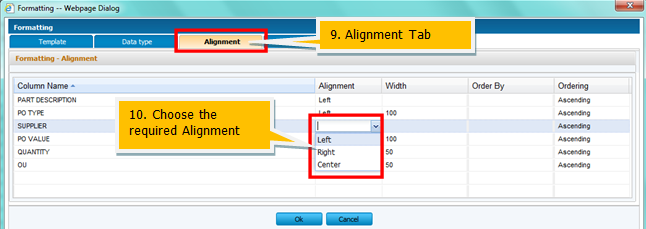 Formatting -- Webpage Dialog
Formatting
Template Data type Alignment
9. Alignment Tab
Formatting - Alignment
Column Name Alignment Width Order By Ordering
PART DESCRIPTION Left Ascending
PO TYPE Left 100 Ascending
SUPPLIER Ascending
PO VALUE Left 100 Ascending
QUANTITY Right 50 Ascending
OU Center 50 Ascending
10. Choose the
required Alignment
Ok Cancel